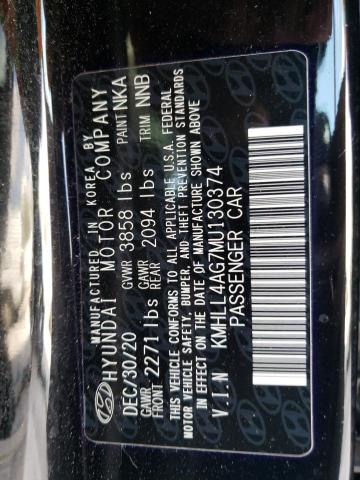 MANUFACTURED IN KOREA BY
HYUNDAI MOTOR COMPANY
DEC/30/20 GVWR 3858 lbs PAINT NKA
GAWR FRONT 2271 lbs GAWR REAR 2094 lbs TRIM NNB
THIS VEHICLE CONFORMS TO ALL APPLICABLE U.S.A. FEDERAL
MOTOR VEHICLE SAFETY, BUMPER, AND THEFT PREVENTION STANDARDS
IN EFFECT ON THE DATE OF MANUFACTURE SHOWN ABOVE
V.I.N KMHLL4AG7MU130374
PASSENGER CAR